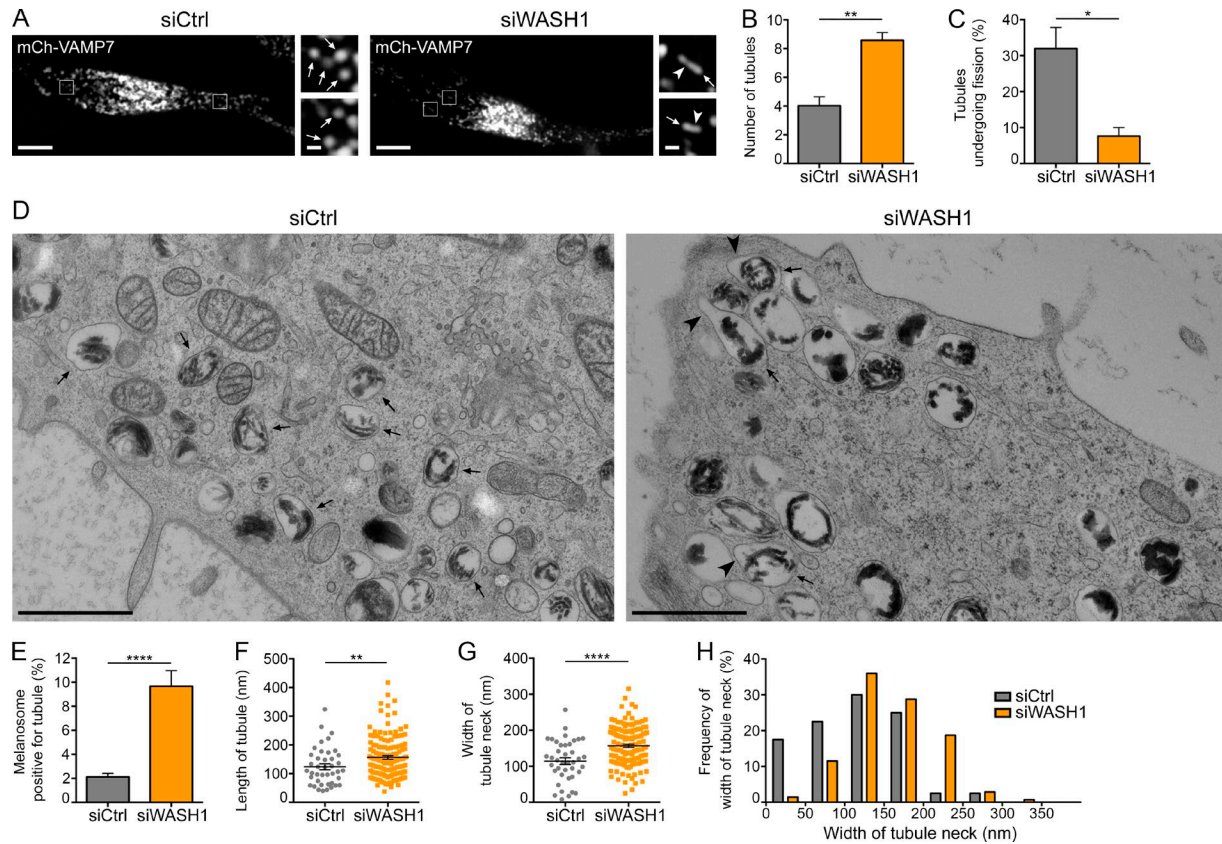 A
siCtrl
siWASH1
mCh-VAMP7
mCh-VAMP7
B
**
Number of tubules
10
8
6
4
2
0
siCtrl
siWASH1
C
*
Tubules
undergoing fission (%)
40
30
20
10
0
siCtrl
siWASH1
D
siCtrl
siWASH1
E
****
Melanosome
positive for tubule (%)
12
10
8
6
4
2
0
siCtrl
siWASH1
F
**
Length of tubule (nm)
500
400
300
200
100
0
siCtrl
siWASH1
G
****
Width of
tubule neck (nm)
400
300
200
100
0
siCtrl
siWASH1
H
Frequency of
width of tubule neck (%)
40
30
20
10
0
siCtrl
siWASH1
0 50 100 150 200 250 300 350
Width of tubule neck (nm)